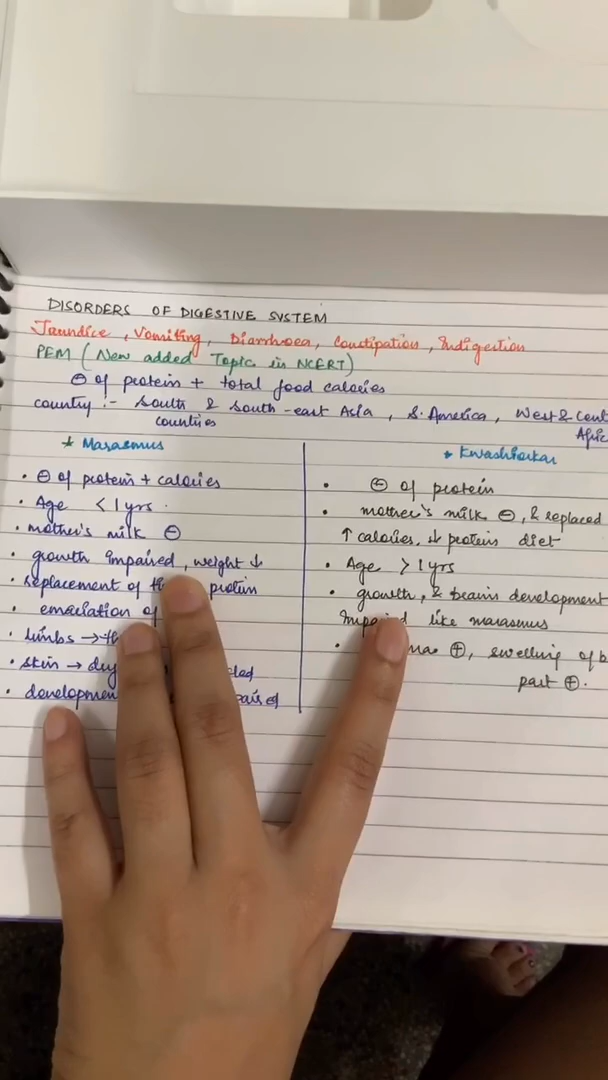 DISORDERS OF DIGESTIVE SYSTEM
Jaundice, Vomiting, Diarrhoea, Constipation, Indigestion
PEM (New added Topic in NCERT)
⊖ of protein + total food calories
country :- South & South-east Asia, S. America, West & Cent
countries
Afric
* Marasmus
• ⊖ of protein + calories
• Age < 1 yrs.
• mother's milk ⊖
• growth impaired, weight ↓
• replacement of protein
• emaciation of
• limbs →
• skin →
• developmen
* Kwashiorkar
• ⊖ of protein
• mother's milk ⊖, & replaced
↑ calories, ↓ protein diet
• Age > 1 yrs
• growth, & brain development
like marasmus
• ⊕, swelling of b
part ⊕.